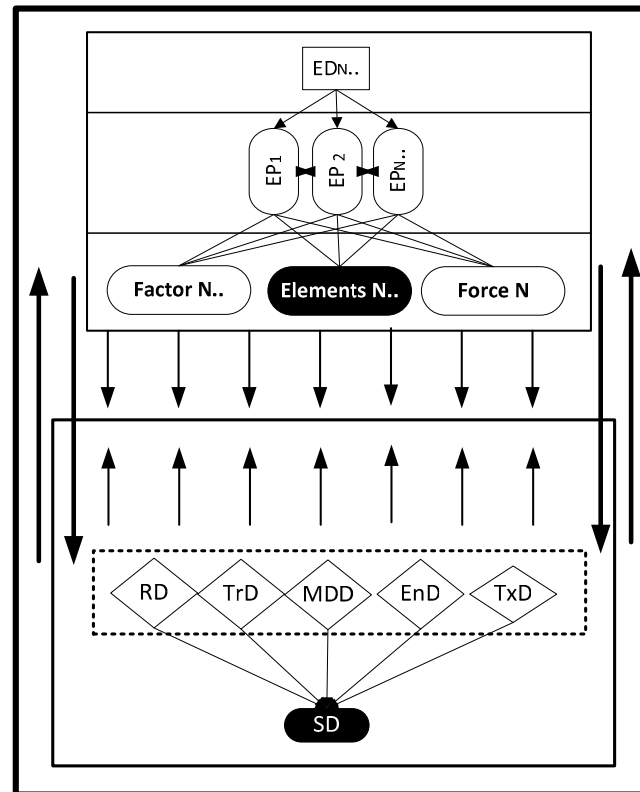 EDN..
EP1 EP 2 EPN..
Factor N.. Elements N.. Force N
RD TrD MDD EnD TxD
SD